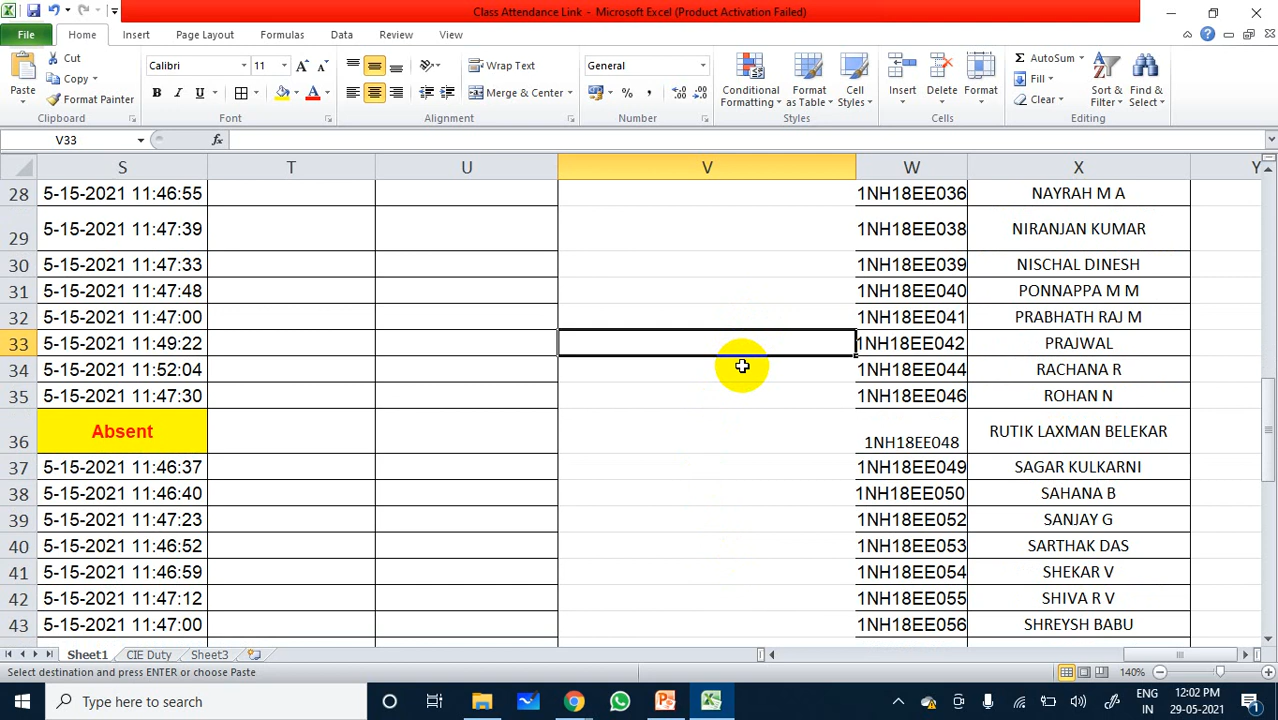 Class Attendance Link - Microsoft Excel (Product Activation Failed)
File Home Insert Page Layout Formulas Data Review View
Paste
Cut
Copy
Format Painter
Clipboard
Calibri 11
B I U
Font
Wrap Text
Merge & Center
Alignment
General
%
Number
Conditional Formatting
Format as Table
Cell Styles
Styles
Insert
Delete
Format
Cells
AutoSum
Fill
Clear
Sort & Filter
Find & Select
Editing
V33 fx
S T U V W X Y
28 5-15-2021 11:46:55 1NH18EE036 NAYRAH M A
29 5-15-2021 11:47:39 1NH18EE038 NIRANJAN KUMAR
30 5-15-2021 11:47:33 1NH18EE039 NISCHAL DINESH
31 5-15-2021 11:47:48 1NH18EE040 PONNAPPA M M
32 5-15-2021 11:47:00 1NH18EE041 PRABHATH RAJ M
33 5-15-2021 11:49:22 1NH18EE042 PRAJWAL
34 5-15-2021 11:52:04 1NH18EE044 RACHANA R
35 5-15-2021 11:47:30 1NH18EE046 ROHAN N
36 Absent 1NH18EE048 RUTIK LAXMAN BELEKAR
37 5-15-2021 11:46:37 1NH18EE049 SAGAR KULKARNI
38 5-15-2021 11:46:40 1NH18EE050 SAHANA B
39 5-15-2021 11:47:23 1NH18EE052 SANJAY G
40 5-15-2021 11:46:52 1NH18EE053 SARTHAK DAS
41 5-15-2021 11:46:59 1NH18EE054 SHEKAR V
42 5-15-2021 11:47:12 1NH18EE055 SHIVA R V
43 5-15-2021 11:47:00 1NH18EE056 SHREYSH BABU
Sheet1 CIE Duty Sheet3
Select destination and press ENTER or choose Paste 140%
Type here to search
ENG
IN
12:02 PM
29-05-2021